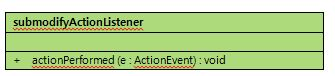 submodifyActionListener
+ actionPerformed (e : ActionEvent) : void